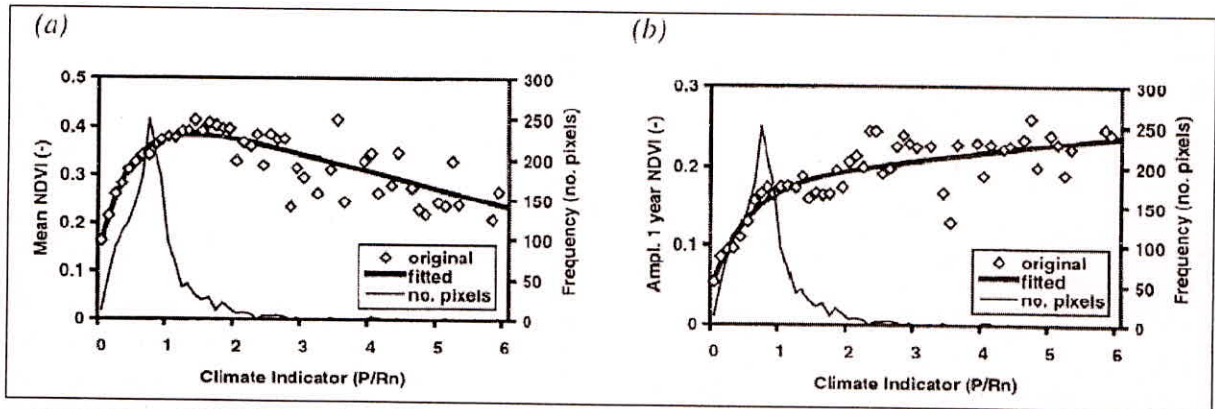 (a)
0.5
0.4
0.3
0.2
0.1
0
Mean NDVI (-)
300
250
200
150
100
50
0
Frequency (no. pixels)
original
fitted
no. pixels
0 1 2 3 4 5 6
Climate Indicator (P/Rn)
(b)
0.3
0.2
0.1
0
Ampl. 1 year NDVI (-)
300
250
200
150
100
50
0
Frequency (no. pixels)
original
fitted
no. pixels
0 1 2 3 4 5 6
Climate Indicator (P/Rn)